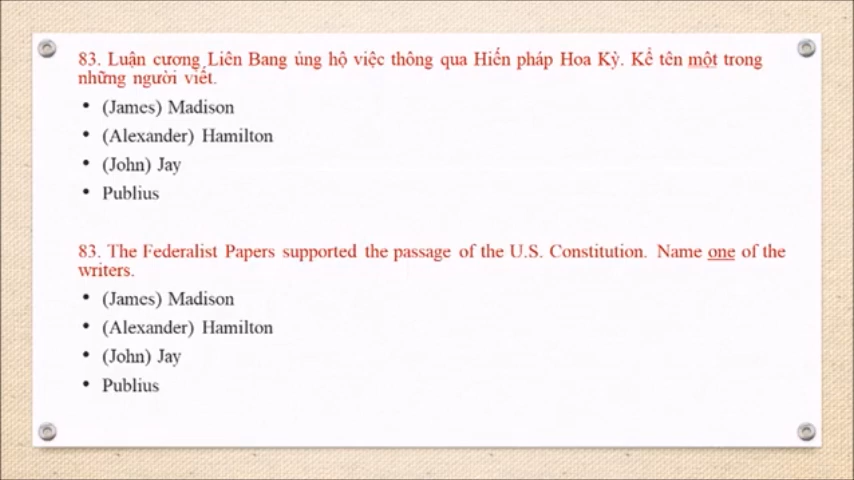 83. Luận cương Liên Bang ủng hộ việc thông qua Hiến pháp Hoa Kỳ. Kể tên một trong
những người viết.
• (James) Madison
• (Alexander) Hamilton
• (John) Jay
• Publius
83. The Federalist Papers supported the passage of the U.S. Constitution. Name one of the
writers.
• (James) Madison
• (Alexander) Hamilton
• (John) Jay
• Publius